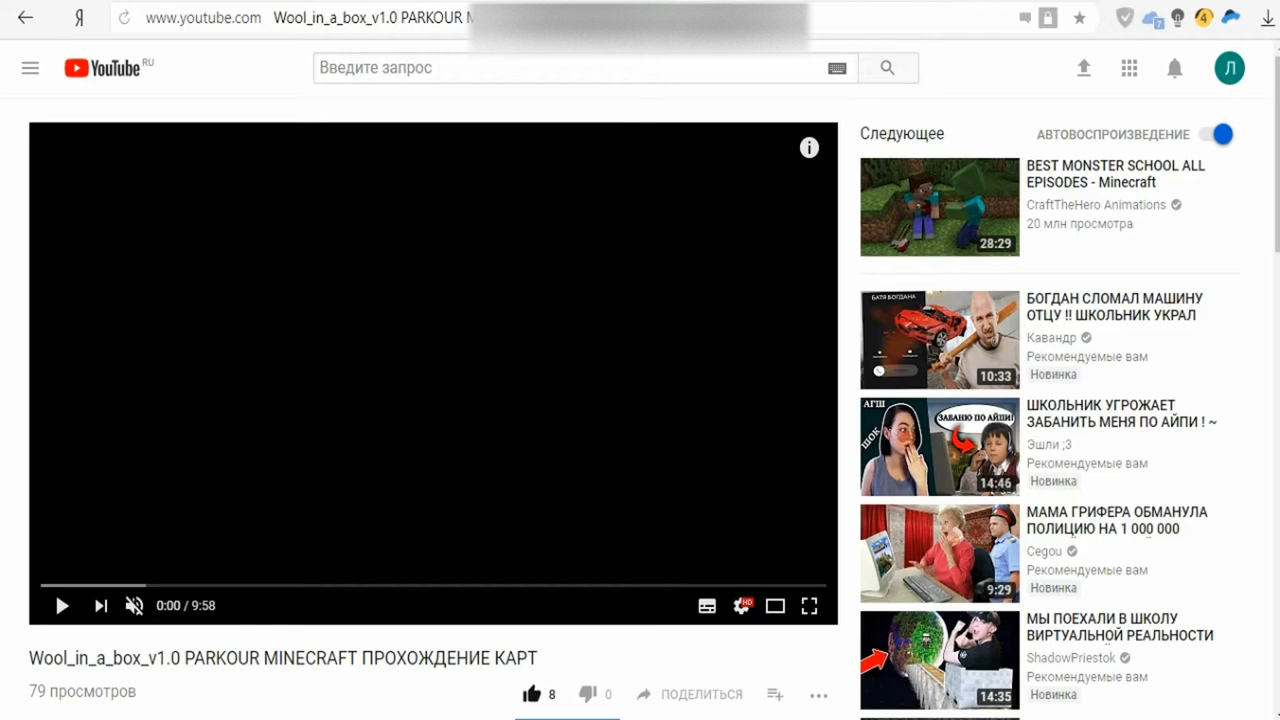 Я
www.youtube.com Wool_in_a_box_v1.0 PARKOUR
7
4
YouTube RU
Введите запрос
Л
i
0:00 / 9:58
HD
Wool_in_a_box_v1.0 PARKOUR MINECRAFT ПРОХОЖДЕНИЕ КАРТ
79 просмотров
8
0
ПОДЕЛИТЬСЯ
Следующее
АВТОВОСПРОИЗВЕДЕНИЕ
28:29
BEST MONSTER SCHOOL ALL
EPISODES - Minecraft
CraftTheHero Animations
20 млн просмотра
БАТЯ БОГДАНА
10:33
БОГДАН СЛОМАЛ МАШИНУ
ОТЦУ !! ШКОЛЬНИК УКРАЛ
Кавандр
Рекомендуемые вам
Новинка
АГШ
ШОК
ЗАБАНЮ ПО АЙПИ!
14:46
ШКОЛЬНИК УГРОЖАЕТ
ЗАБАНИТЬ МЕНЯ ПО АЙПИ ! ~
Эшли ;3
Рекомендуемые вам
Новинка
9:29
МАМА ГРИФЕРА ОБМАНУЛА
ПОЛИЦИЮ НА 1 000 000
Cegou
Рекомендуемые вам
Новинка
14:35
МЫ ПОЕХАЛИ В ШКОЛУ
ВИРТУАЛЬНОЙ РЕАЛЬНОСТИ
ShadowPriestok
Рекомендуемые вам
Новинка